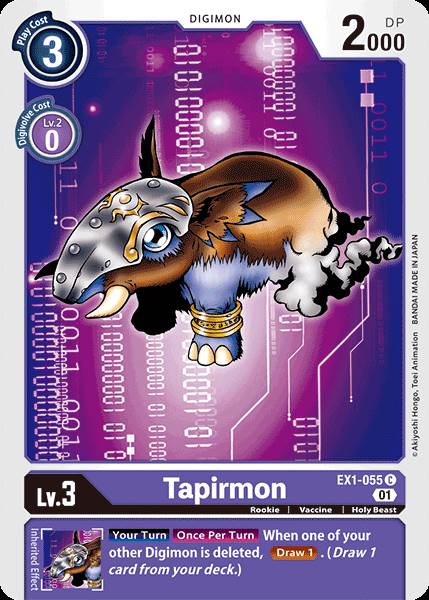 DIGIMON
Play Cost
3
DP
2000
Digivolve Cost
Lv.2
0
© Akiyoshi Hongo, Toei Animation BANDAI MADE IN JAPAN
Lv.3
Tapirmon
EX1-055 C
01
Rookie | Vaccine | Holy Beast
Inherited Effect
Your Turn Once Per Turn When one of
your other Digimon is deleted, Draw 1 . (Draw 1
card from your deck.)